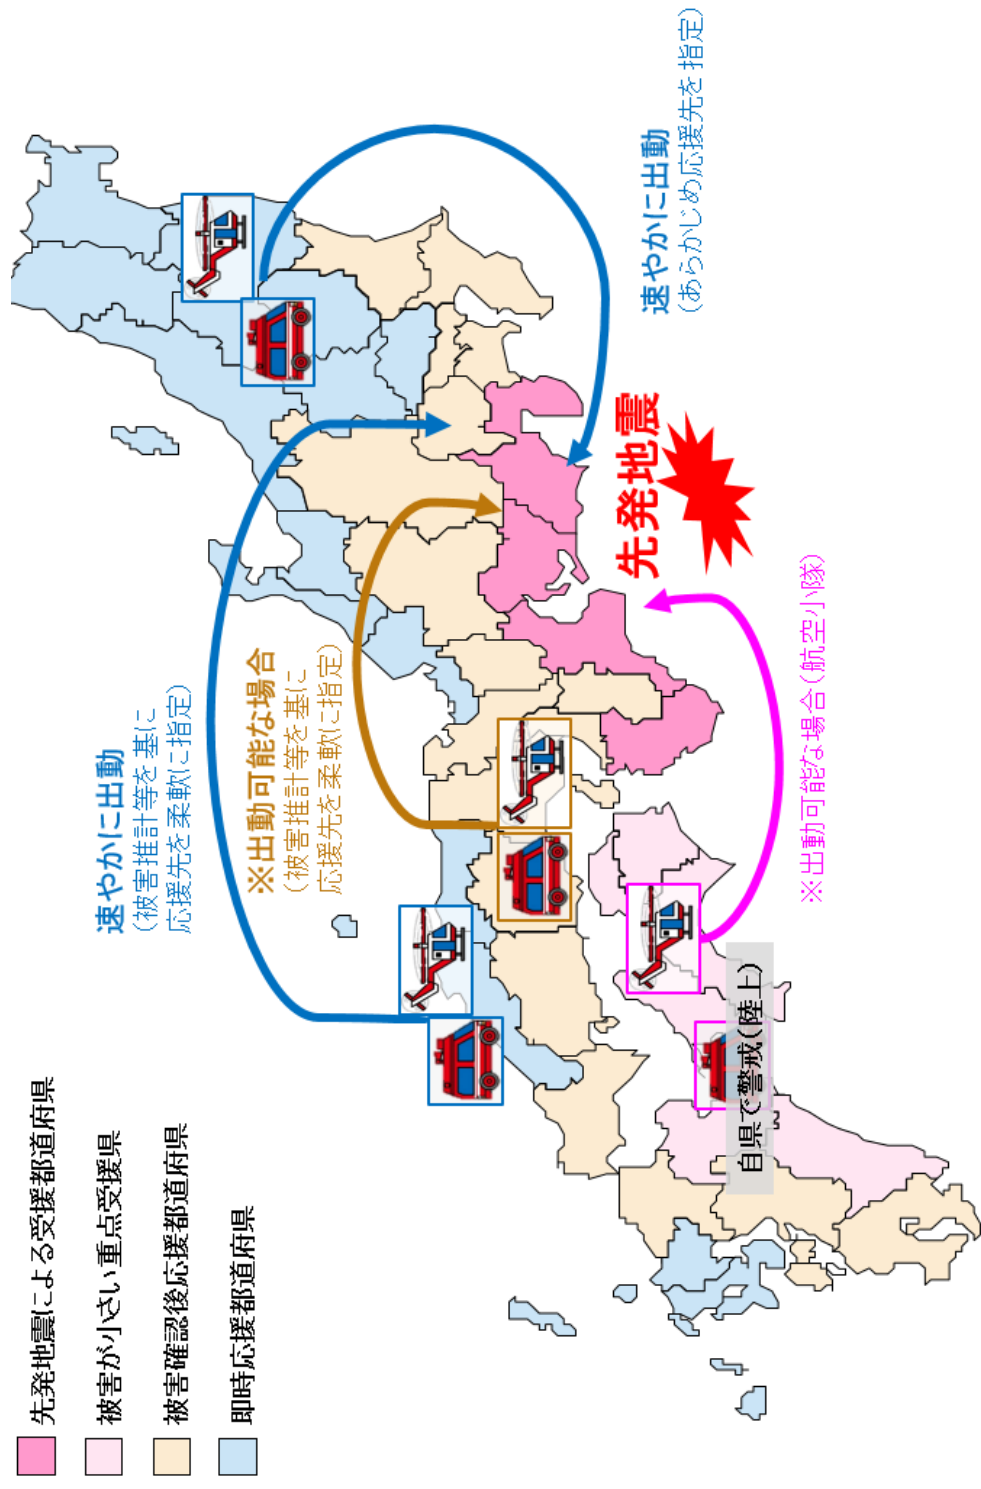 先発地震による受援都道府県
被害が小さい重点受援県
被害確認後応援都道府県
即時応援都道府県
速やかに出動
（被害推計等を基に
応援先を柔軟に指定）
※出動可能な場合
（被害推計等を基に
応援先を柔軟に指定）
速やかに出動
（あらかじめ応援先を指定）
先発地震
※出動可能な場合（航空小隊）
自県で警戒（陸上）